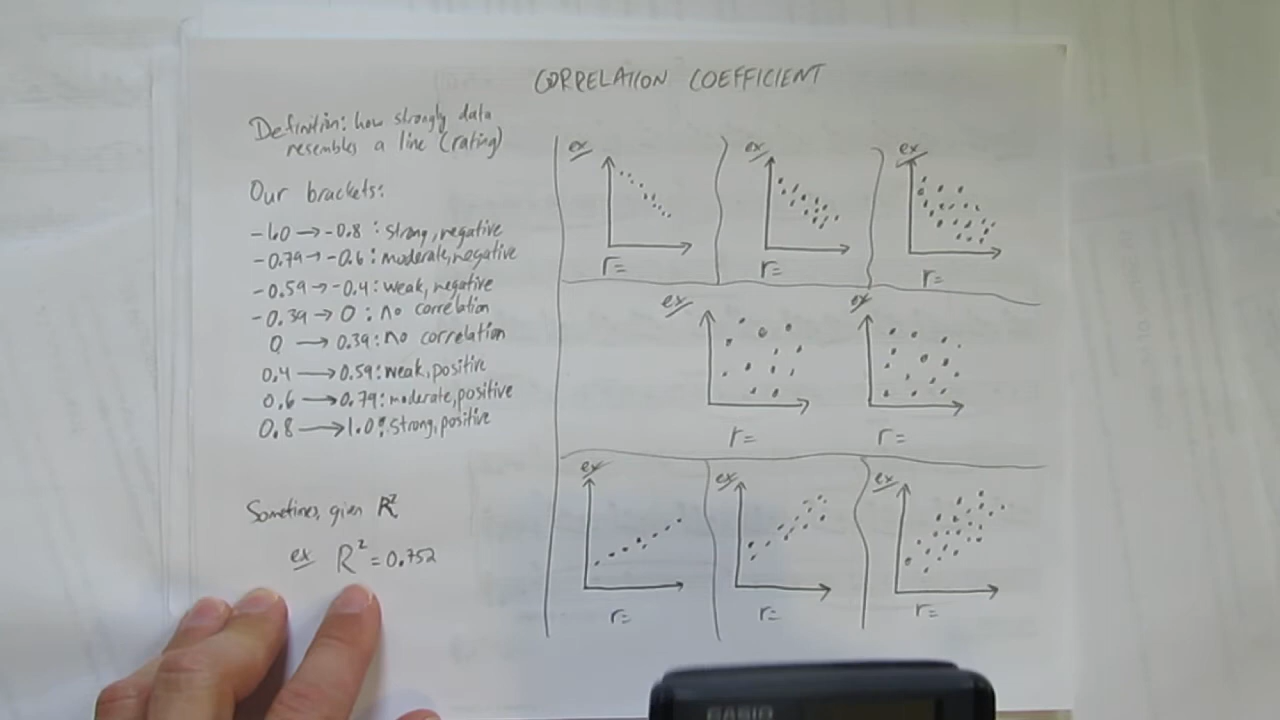 CORRELATION COEFFICIENT
Definition: how strongly data
resembles a line (rating)
Our brackets:
-1.0 → -0.8 : strong, negative
-0.79 → -0.6 : moderate, negative
-0.59 → -0.4 : weak, negative
-0.39 → 0 : no correlation
0 → 0.39 : no correlation
0.4 → 0.59 : weak, positive
0.6 → 0.79 : moderate, positive
0.8 → 1.0 : strong, positive
Sometimes, given R²
ex R² = 0.752
ex ex ex
r= r= r=
ex ex
r= r=
ex ex ex
r= r= r=
CASIO